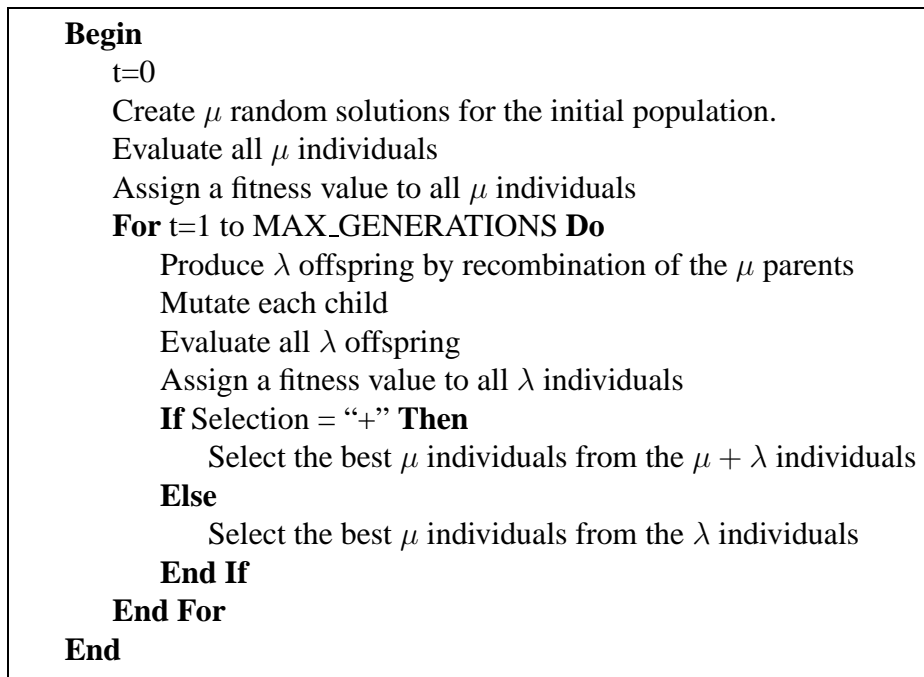 Begin
t=0
Create μ random solutions for the initial population.
Evaluate all μ individuals
Assign a fitness value to all μ individuals
For t=1 to MAX_GENERATIONS Do
Produce λ offspring by recombination of the μ parents
Mutate each child
Evaluate all λ offspring
Assign a fitness value to all λ individuals
If Selection = “+” Then
Select the best μ individuals from the μ + λ individuals
Else
Select the best μ individuals from the λ individuals
End If
End For
End